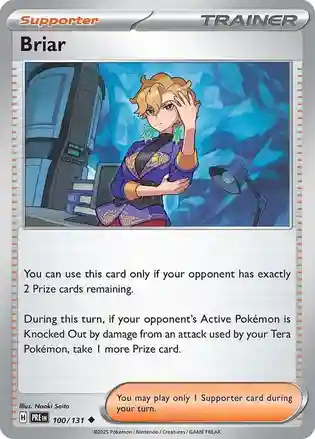 Supporter
TRAINER
Briar
You can use this card only if your opponent has exactly
2 Prize cards remaining.
During this turn, if your opponent's Active Pokémon is
Knocked Out by damage from an attack used by your Tera
Pokémon, take 1 more Prize card.
Illus. Naoki Saito
H PRE EN 100/131 ◆
You may play only 1 Supporter card during
your turn.
©2025 Pokémon / Nintendo / Creatures / GAME FREAK